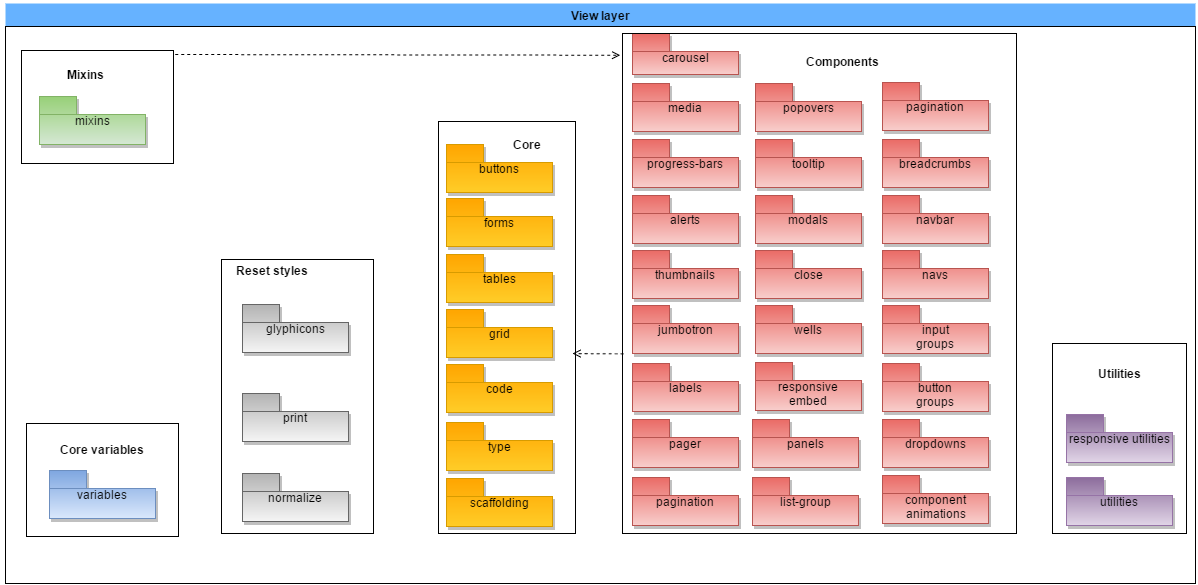 View layer
Mixins
mixins
Core variables
variables
Reset styles
glyphicons
print
normalize
Core
buttons
forms
tables
grid
code
type
scaffolding
Components
carousel
media
popovers
pagination
progress-bars
tooltip
breadcrumbs
alerts
modals
navbar
thumbnails
close
navs
jumbotron
wells
input
groups
labels
responsive
embed
button
groups
pager
panels
dropdowns
pagination
list-group
component
animations
Utilities
responsive utilities
utilities